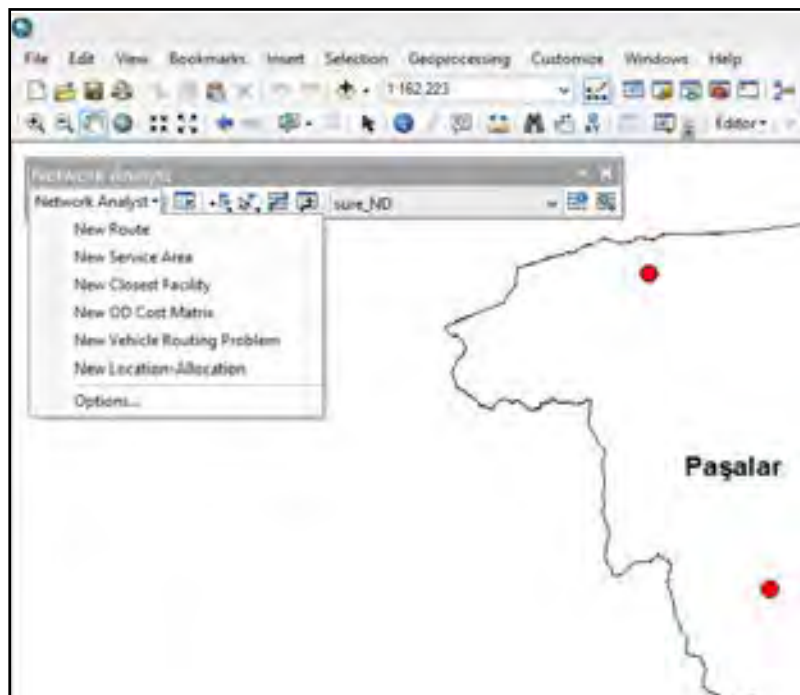 File Edit View Bookmarks Insert Selection Geoprocessing Customize Windows Help
1:162.223
Editor
Network Analyst
Network Analyst sure_ND
New Route
New Service Area
New Closest Facility
New OD Cost Matrix
New Vehicle Routing Problem
New Location-Allocation
Options...
Paşalar